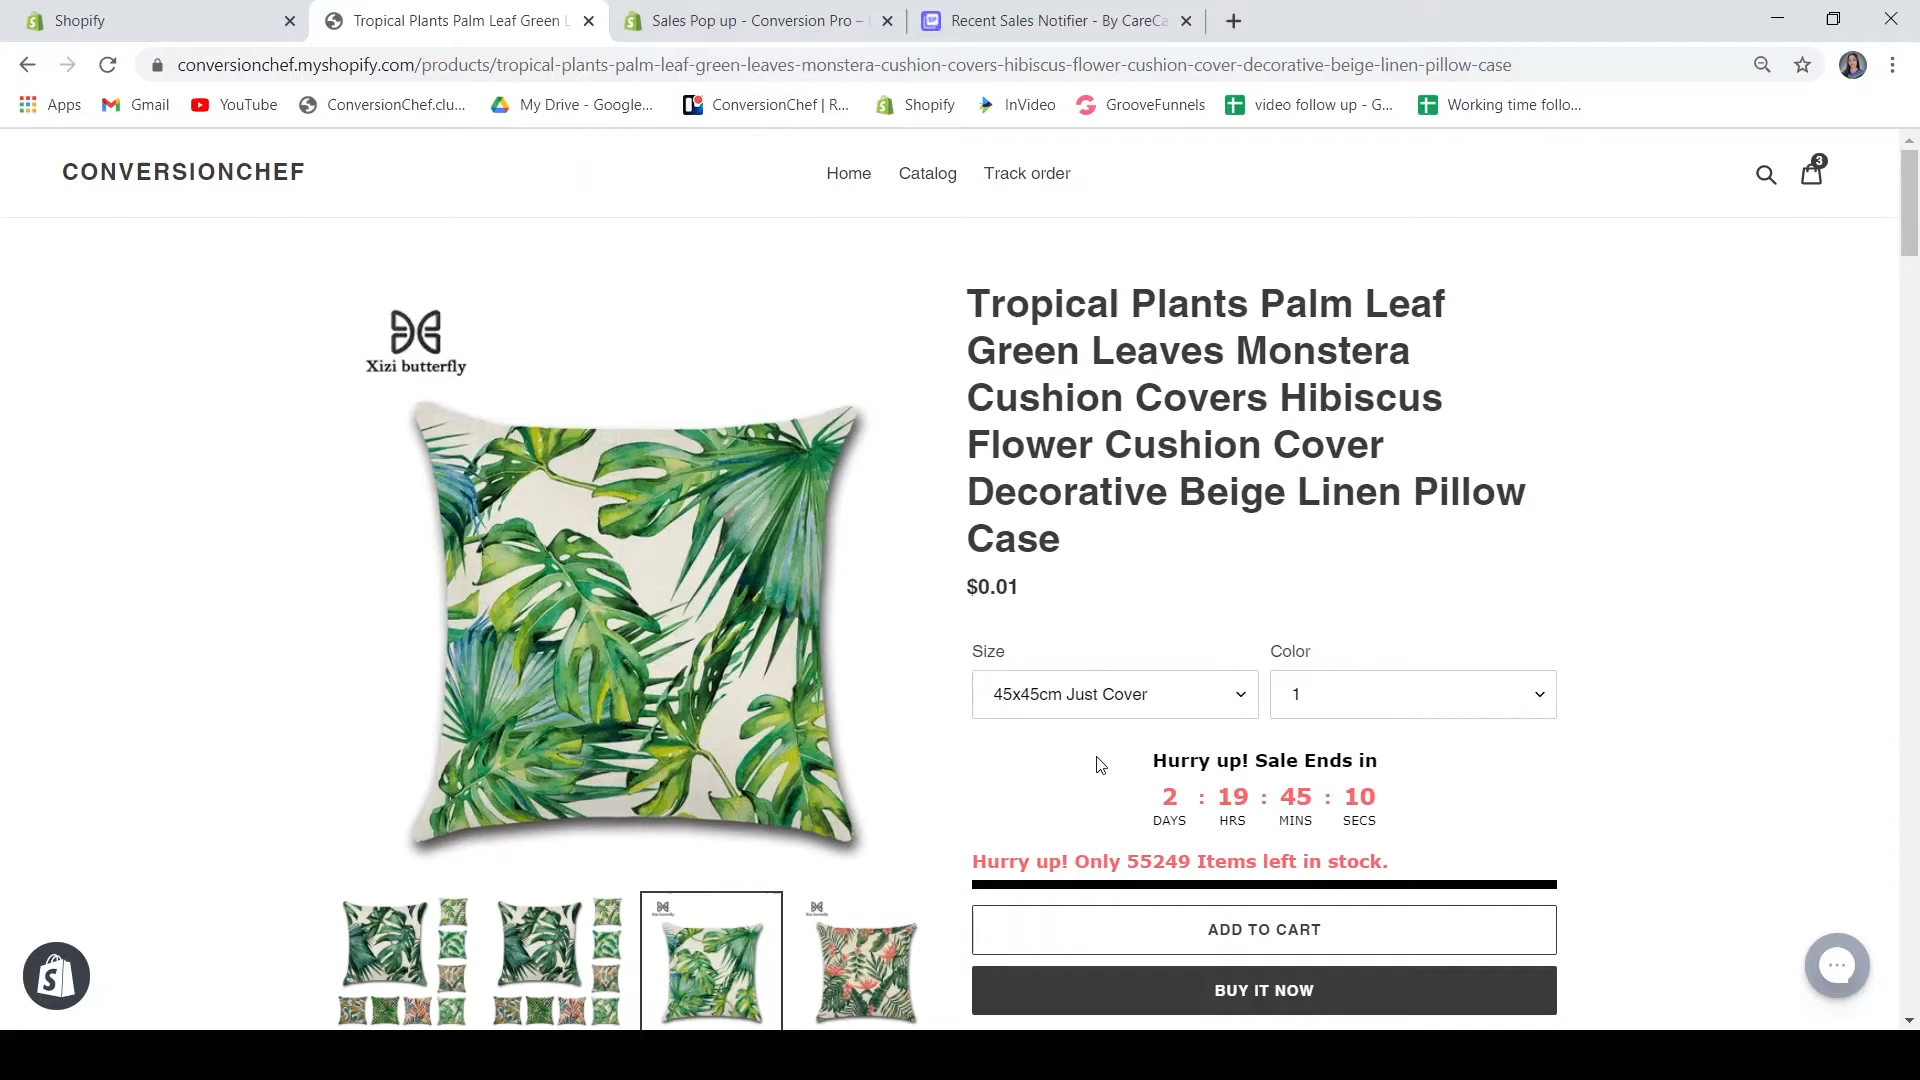 Shopify
Tropical Plants Palm Leaf Green L
Sales Pop up - Conversion Pro –
Recent Sales Notifier - By CareCa
conversionchef.myshopify.com/products/tropical-plants-palm-leaf-green-leaves-monstera-cushion-covers-hibiscus-flower-cushion-cover-decorative-beige-linen-pillow-case
Apps
Gmail
YouTube
ConversionChef.clu...
My Drive - Google...
ConversionChef | R...
Shopify
InVideo
GrooveFunnels
video follow up - G...
Working time follo...
CONVERSIONCHEF
Home
Catalog
Track order
3
Xizi butterfly
Tropical Plants Palm Leaf
Green Leaves Monstera
Cushion Covers Hibiscus
Flower Cushion Cover
Decorative Beige Linen Pillow
Case
$0.01
Size
Color
45x45cm Just Cover
1
Hurry up! Sale Ends in
2 : 19 : 45 : 10
DAYS HRS MINS SECS
Hurry up! Only 55249 Items left in stock.
ADD TO CART
BUY IT NOW